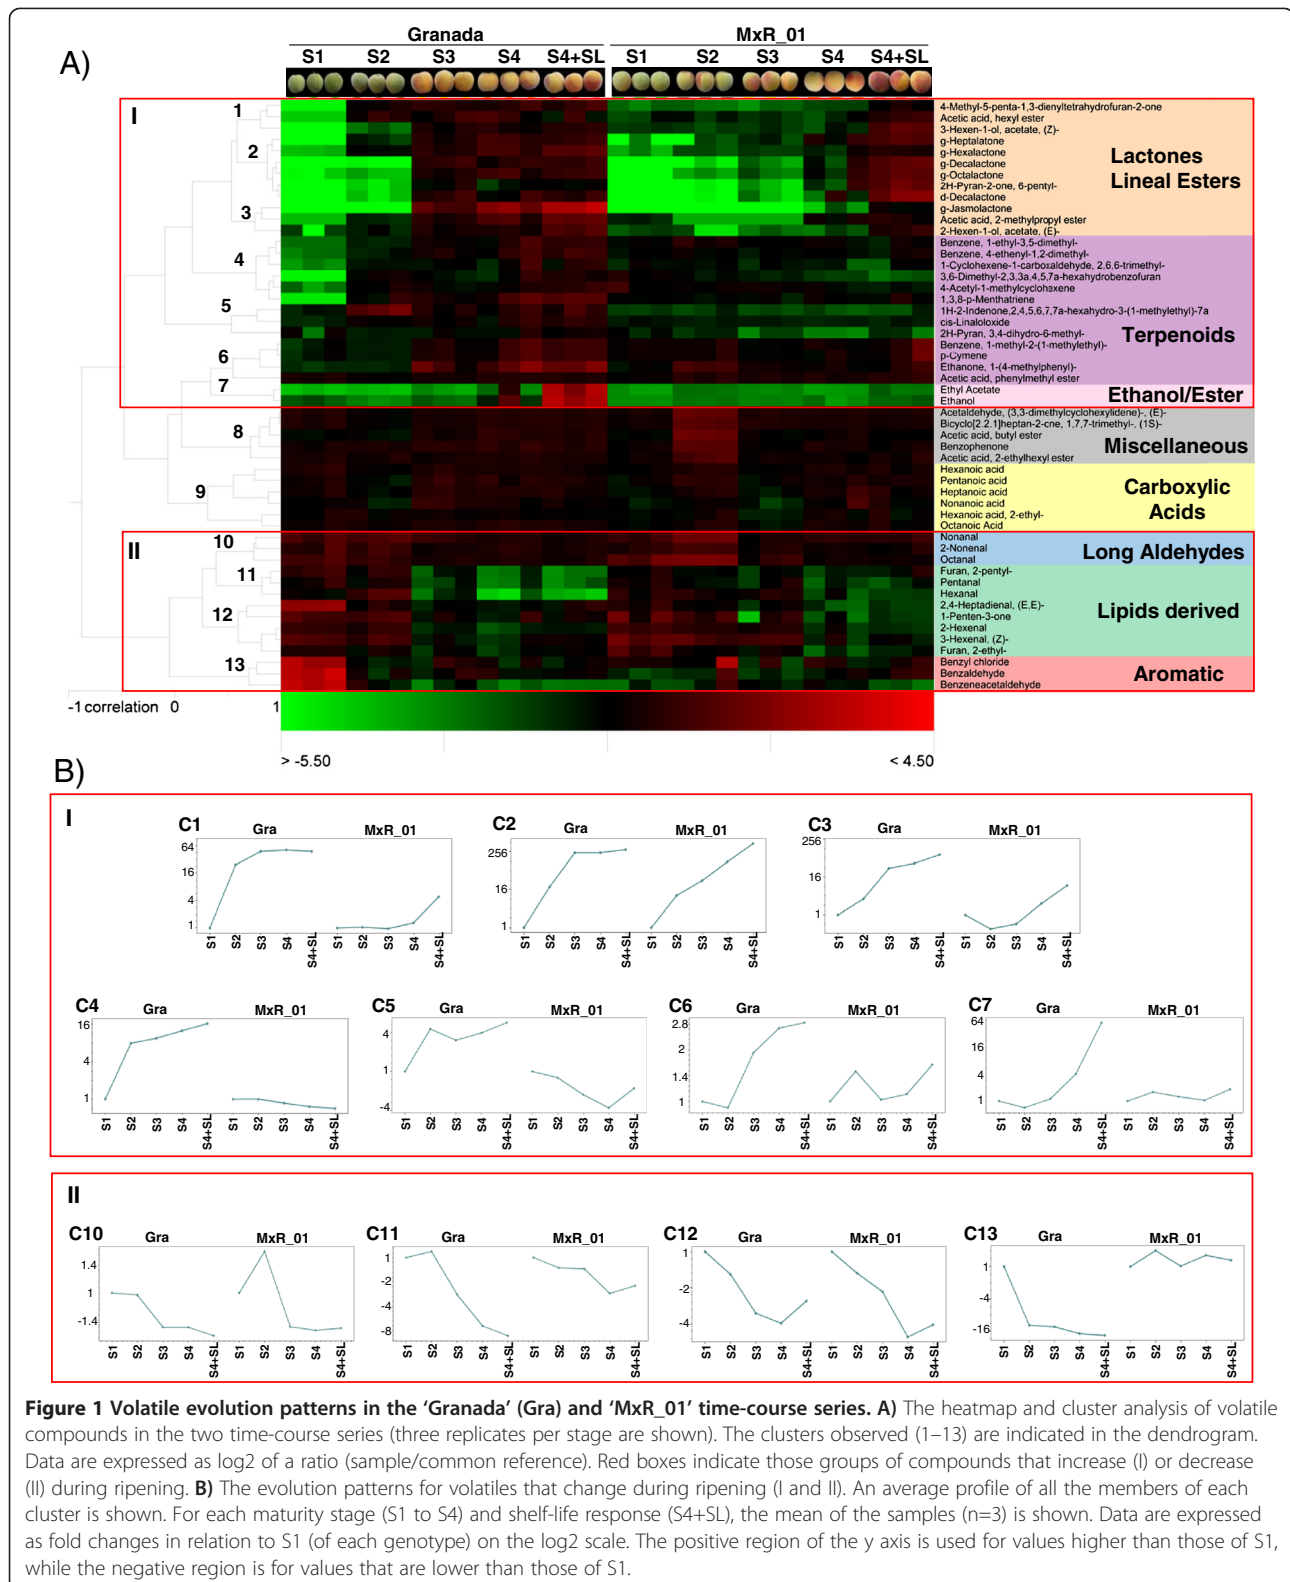 A)
Granada
MxR_01
S1 S2 S3 S4 S4+SL S1 S2 S3 S4 S4+SL
I
1
2
3
4
5
6
7
8
9
II
10
11
12
13
4-Methyl-5-penta-1,3-dienyltetrahydrofuran-2-one
Acetic acid, hexyl ester
3-Hexen-1-ol, acetate, (Z)-
g-Heptalatone
g-Hexalactone
g-Decalactone
g-Octalactone
2H-Pyran-2-one, 6-pentyl-
d-Decalactone
g-Jasmolactone
Acetic acid, 2-methylpropyl ester
2-Hexen-1-ol, acetate, (E)-
Lactones
Lineal Esters
Benzene, 1-ethyl-3,5-dimethyl-
Benzene, 4-ethenyl-1,2-dimethyl-
1-Cyclohexene-1-carboxaldehyde, 2,6,6-trimethyl-
3,6-Dimethyl-2,3,3a,4,5,7a-hexahydrobenzofuran
4-Acetyl-1-methylcyclohexene
1,3,8-p-Menthatriene
1H-2-Indenone,2,4,5,6,7,7a-hexahydro-3-(1-methylethyl)-7a
cis-Linaloloxide
2H-Pyran, 3,4-dihydro-6-methyl-
Benzene, 1-methyl-2-(1-methylethyl)-
p-Cymene
Ethanone, 1-(4-methylphenyl)-
Acetic acid, phenylmethyl ester
Terpenoids
Ethyl Acetate
Ethanol
Ethanol/Ester
Acetaldehyde, (3,3-dimethylcyclohexylidene)-, (E)-
Bicyclo[2.2.1]heptan-2-cne, 1,7,7-trimethyl-, (1S)-
Acetic acid, butyl ester
Benzophenone
Acetic acid, 2-ethylhexyl ester
Miscellaneous
Hexanoic acid
Pentanoic acid
Heptanoic acid
Nonanoic acid
Hexanoic acid, 2-ethyl-
Octanoic Acid
Carboxylic
Acids
Nonanal
2-Nonenal
Octanal
Long Aldehydes
Furan, 2-pentyl-
Pentanal
Hexanal
2,4-Heptadienal, (E,E)-
1-Penten-3-one
2-Hexenal
3-Hexenal, (Z)-
Furan, 2-ethyl-
Lipids derived
Benzyl chloride
Benzaldehyde
Benzeneacetaldehyde
Aromatic
-1 correlation 0 1
> -5.50 < 4.50
B)
I
C1 Gra MxR_01
64
4
1
S1 S2 S3 S4 S4+SL S1 S2 S3 S4 S4+SL
C2 Gra MxR_01
256
16
1
S1 S2 S3 S4 S4+SL S1 S2 S3 S4 S4+SL
C3 Gra MxR_01
256
16
1
S1 S2 S3 S4 S4+SL S1 S2 S3 S4 S4+SL
C4 Gra MxR_01
16
4
1
S1 S2 S3 S4 S4+SL S1 S2 S3 S4 S4+SL
C5 Gra MxR_01
4
1
-4
S1 S2 S3 S4 S4+SL S1 S2 S3 S4 S4+SL
C6 Gra MxR_01
2.8
2
1.4
1
S1 S2 S3 S4 S4+SL S1 S2 S3 S4 S4+SL
C7 Gra MxR_01
64
16
4
1
S1 S2 S3 S4 S4+SL S1 S2 S3 S4 S4+SL
II
C10 Gra MxR_01
1.4
1
-1.4
S1 S2 S3 S4 S4+SL S1 S2 S3 S4 S4+SL
C11 Gra MxR_01
1
-2
-4
-8
S1 S2 S3 S4 S4+SL S1 S2 S3 S4 S4+SL
C12 Gra MxR_01
1
-2
-4
S1 S2 S3 S4 S4+SL S1 S2 S3 S4 S4+SL
C13 Gra MxR_01
1
-4
-16
S1 S2 S3 S4 S4+SL S1 S2 S3 S4 S4+SL
Figure 1 Volatile evolution patterns in the ‘Granada’ (Gra) and ‘MxR_01’ time-course series. A) The heatmap and cluster analysis of volatile
compounds in the two time-course series (three replicates per stage are shown). The clusters observed (1–13) are indicated in the dendrogram.
Data are expressed as log2 of a ratio (sample/common reference). Red boxes indicate those groups of compounds that increase (I) or decrease
(II) during ripening. B) The evolution patterns for volatiles that change during ripening (I and II). An average profile of all the members of each
cluster is shown. For each maturity stage (S1 to S4) and shelf-life response (S4+SL), the mean of the samples (n=3) is shown. Data are expressed
as fold changes in relation to S1 (of each genotype) on the log2 scale. The positive region of the y axis is used for values higher than those of S1,
while the negative region is for values that are lower than those of S1.